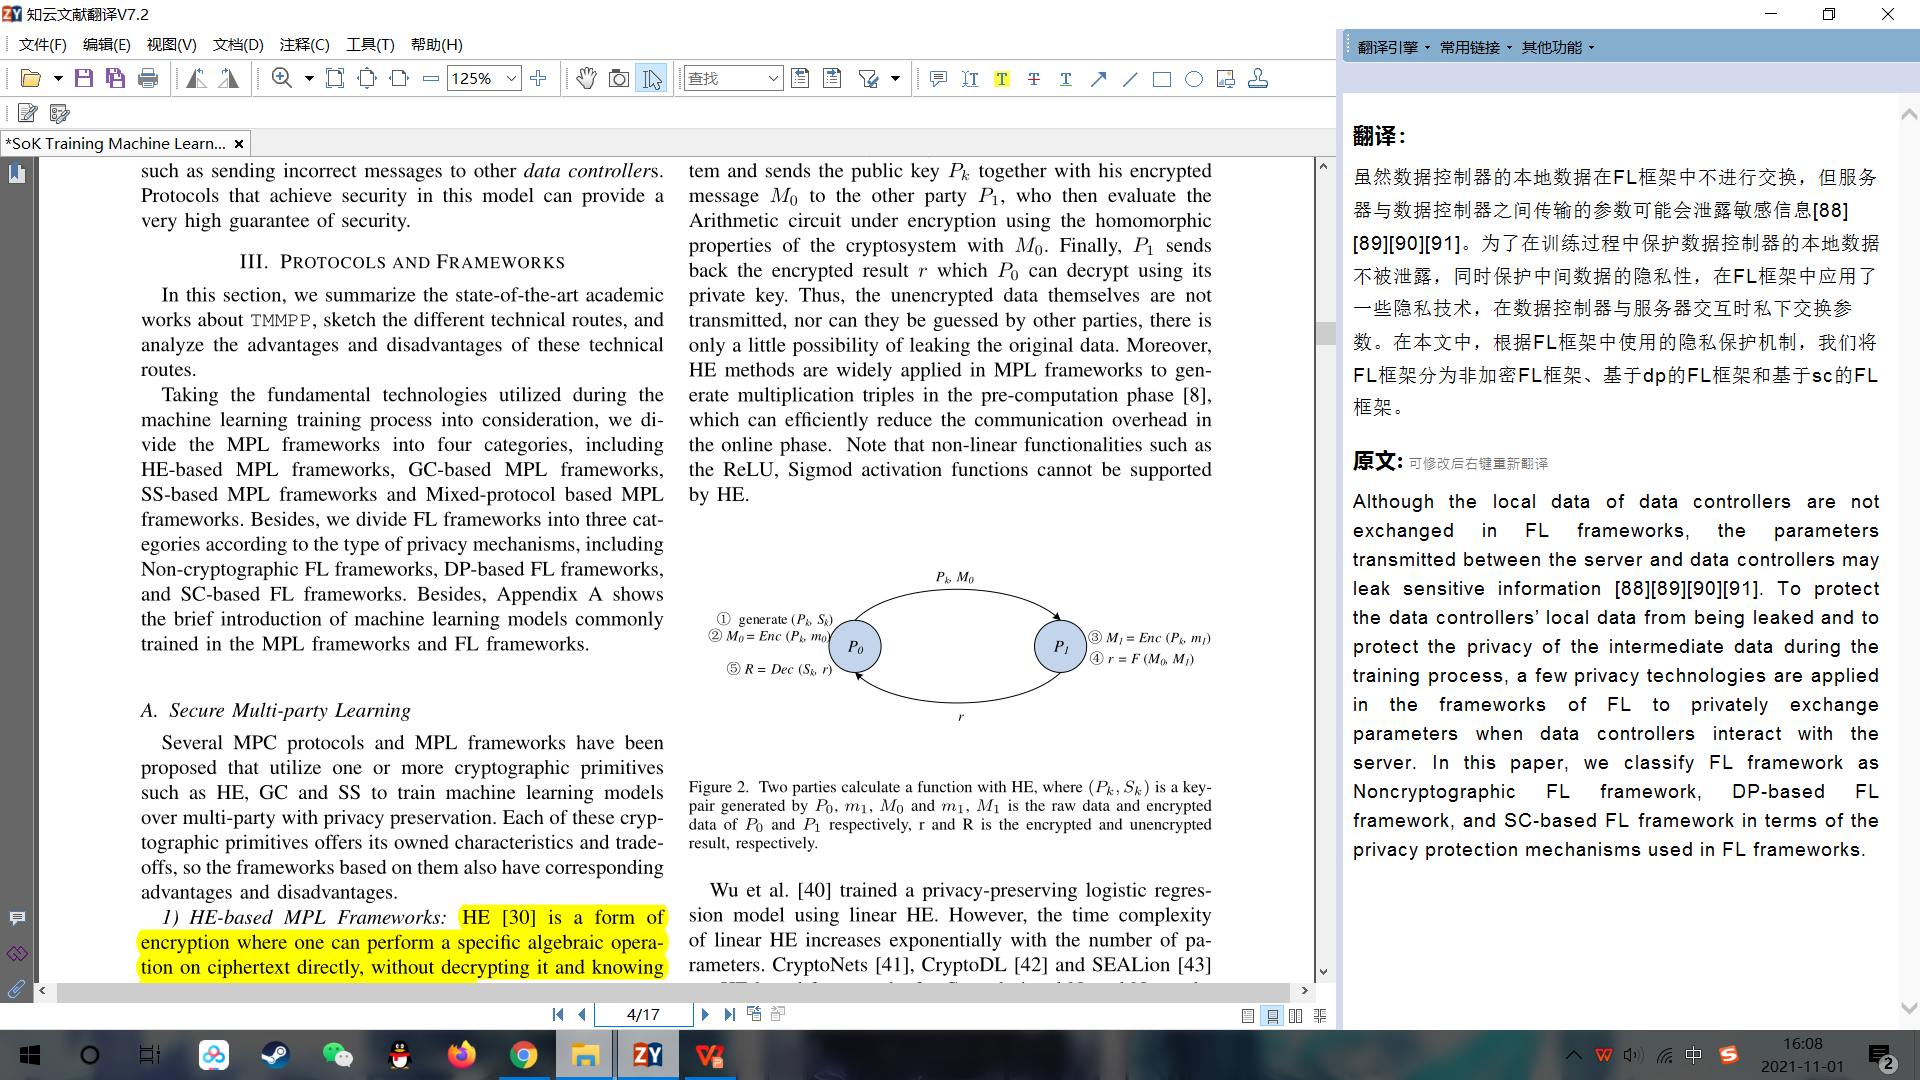 知云文献翻译V7.2
文件(F) 编辑(E) 视图(V) 文档(D) 注释(C) 工具(T) 帮助(H)
125%
查找
*SoK Training Machine Learn...
such as sending incorrect messages to other data controllers.
Protocols that achieve security in this model can provide a
very high guarantee of security.
III. PROTOCOLS AND FRAMEWORKS
In this section, we summarize the state-of-the-art academic
works about TMMPP, sketch the different technical routes, and
analyze the advantages and disadvantages of these technical
routes.
Taking the fundamental technologies utilized during the
machine learning training process into consideration, we di-
vide the MPL frameworks into four categories, including
HE-based MPL frameworks, GC-based MPL frameworks,
SS-based MPL frameworks and Mixed-protocol based MPL
frameworks. Besides, we divide FL frameworks into three cat-
egories according to the type of privacy mechanisms, including
Non-cryptographic FL frameworks, DP-based FL frameworks,
and SC-based FL frameworks. Besides, Appendix A shows
the brief introduction of machine learning models commonly
trained in the MPL frameworks and FL frameworks.
A. Secure Multi-party Learning
Several MPC protocols and MPL frameworks have been
proposed that utilize one or more cryptographic primitives
such as HE, GC and SS to train machine learning models
over multi-party with privacy preservation. Each of these cryp-
tographic primitives offers its owned characteristics and trade-
offs, so the frameworks based on them also have corresponding
advantages and disadvantages.
1) HE-based MPL Frameworks: HE [30] is a form of
encryption where one can perform a specific algebraic opera-
tion on ciphertext directly, without decrypting it and knowing
tem and sends the public key Pk together with his encrypted
message M0 to the other party P1, who then evaluate the
Arithmetic circuit under encryption using the homomorphic
properties of the cryptosystem with M0. Finally, P1 sends
back the encrypted result r which P0 can decrypt using its
private key. Thus, the unencrypted data themselves are not
transmitted, nor can they be guessed by other parties, there is
only a little possibility of leaking the original data. Moreover,
HE methods are widely applied in MPL frameworks to gen-
erate multiplication triples in the pre-computation phase [8],
which can efficiently reduce the communication overhead in
the online phase. Note that non-linear functionalities such as
the ReLU, Sigmod activation functions cannot be supported
by HE.
Pk, M0
① generate (Pk, Sk)
② M0 = Enc (Pk, m0)
⑤ R = Dec (Sk, r)
P0
P1
③ M1 = Enc (Pk, m1)
④ r = F (M0, M1)
r
Figure 2. Two parties calculate a function with HE, where (Pk, Sk) is a key-
pair generated by P0, m1, M0 and m1, M1 is the raw data and encrypted
data of P0 and P1 respectively, r and R is the encrypted and unencrypted
result, respectively.
Wu et al. [40] trained a privacy-preserving logistic regres-
sion model using linear HE. However, the time complexity
of linear HE increases exponentially with the number of pa-
rameters. CryptoNets [41], CryptoDL [42] and SEALion [43]
4/17
翻译引擎 常用链接 其他功能
翻译：
虽然数据控制器的本地数据在FL框架中不进行交换，但服务
器与数据控制器之间传输的参数可能会泄露敏感信息[88]
[89][90][91]。为了在训练过程中保护数据控制器的本地数据
不被泄露，同时保护中间数据的隐私性，在FL框架中应用了
一些隐私技术，在数据控制器与服务器交互时私下交换参
数。在本文中，根据FL框架中使用的隐私保护机制，我们将
FL框架分为非加密FL框架、基于dp的FL框架和基于sc的FL
框架。
原文: 可修改后右键重新翻译
Although the local data of data controllers are not
exchanged in FL frameworks, the parameters
transmitted between the server and data controllers may
leak sensitive information [88][89][90][91]. To protect
the data controllers’ local data from being leaked and to
protect the privacy of the intermediate data during the
training process, a few privacy technologies are applied
in the frameworks of FL to privately exchange
parameters when data controllers interact with the
server. In this paper, we classify FL framework as
Noncryptographic FL framework, DP-based FL
framework, and SC-based FL framework in terms of the
privacy protection mechanisms used in FL frameworks.
ZY
中
16:08
2021-11-01
2